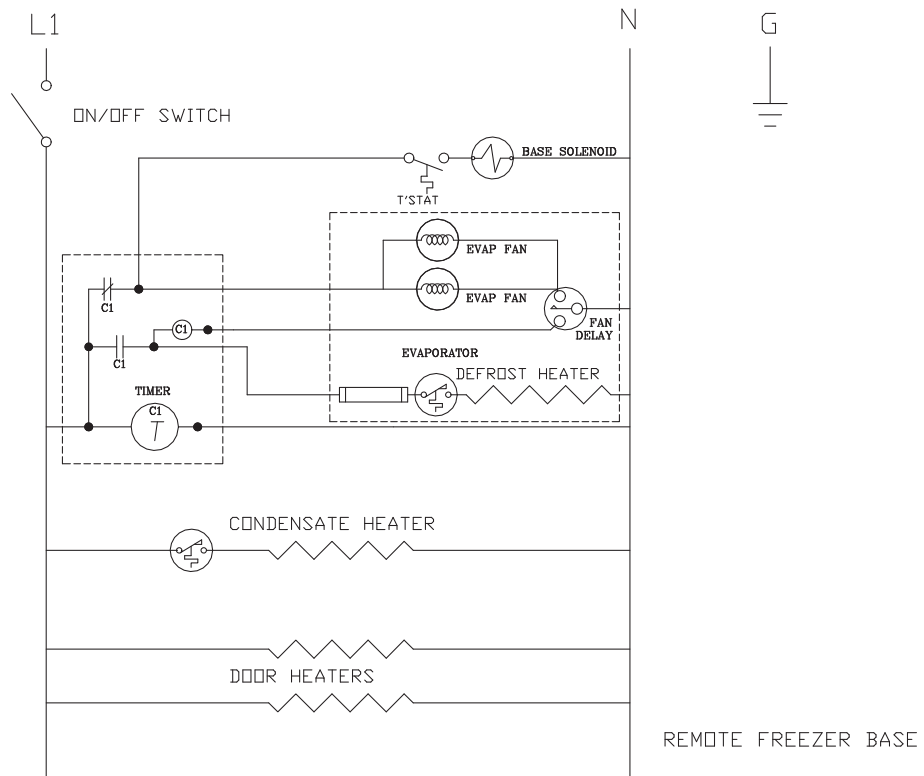 L1
N
G
ON/OFF SWITCH
BASE SOLENOID
T'STAT
EVAP FAN
C1
EVAP FAN
C1
FAN
DELAY
C1
EVAPORATOR
DEFROST HEATER
TIMER
C1
CONDENSATE HEATER
DOOR HEATERS
REMOTE FREEZER BASE